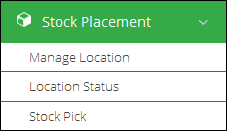 Stock Placement
Manage Location
Location Status
Stock Pick